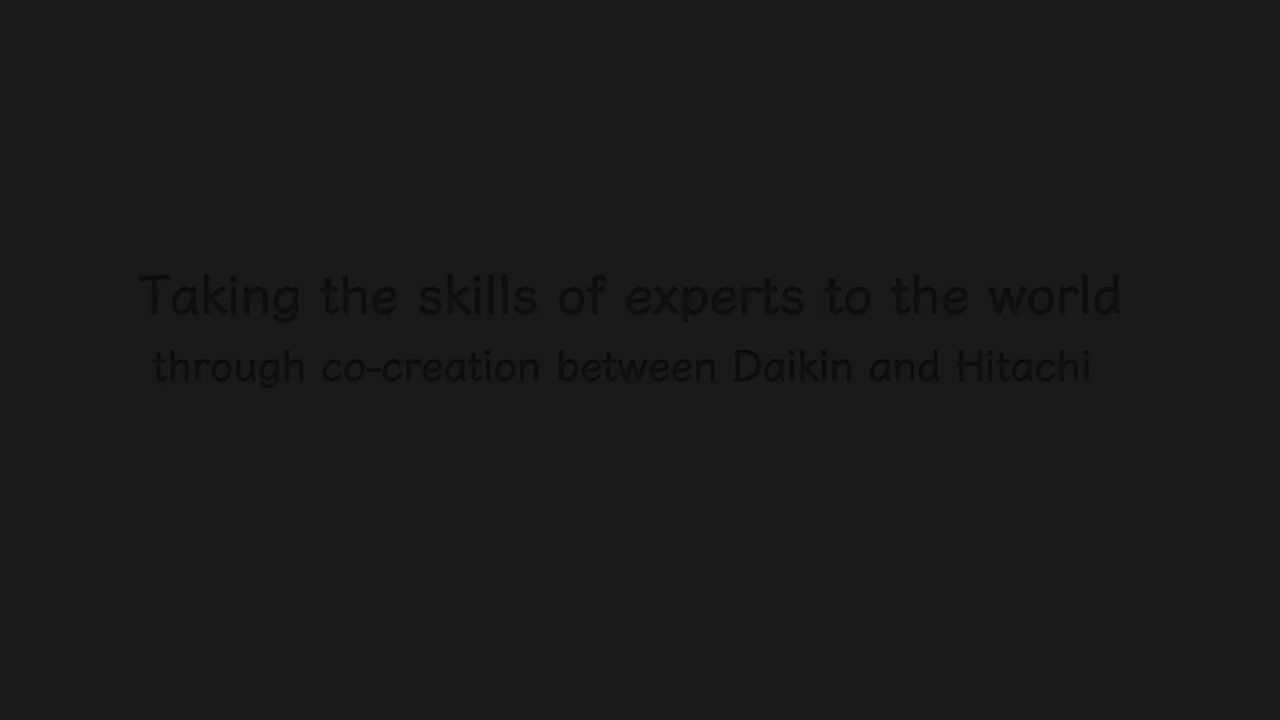 Taking the skills of experts to the world
through co-creation between Daikin and Hitachi